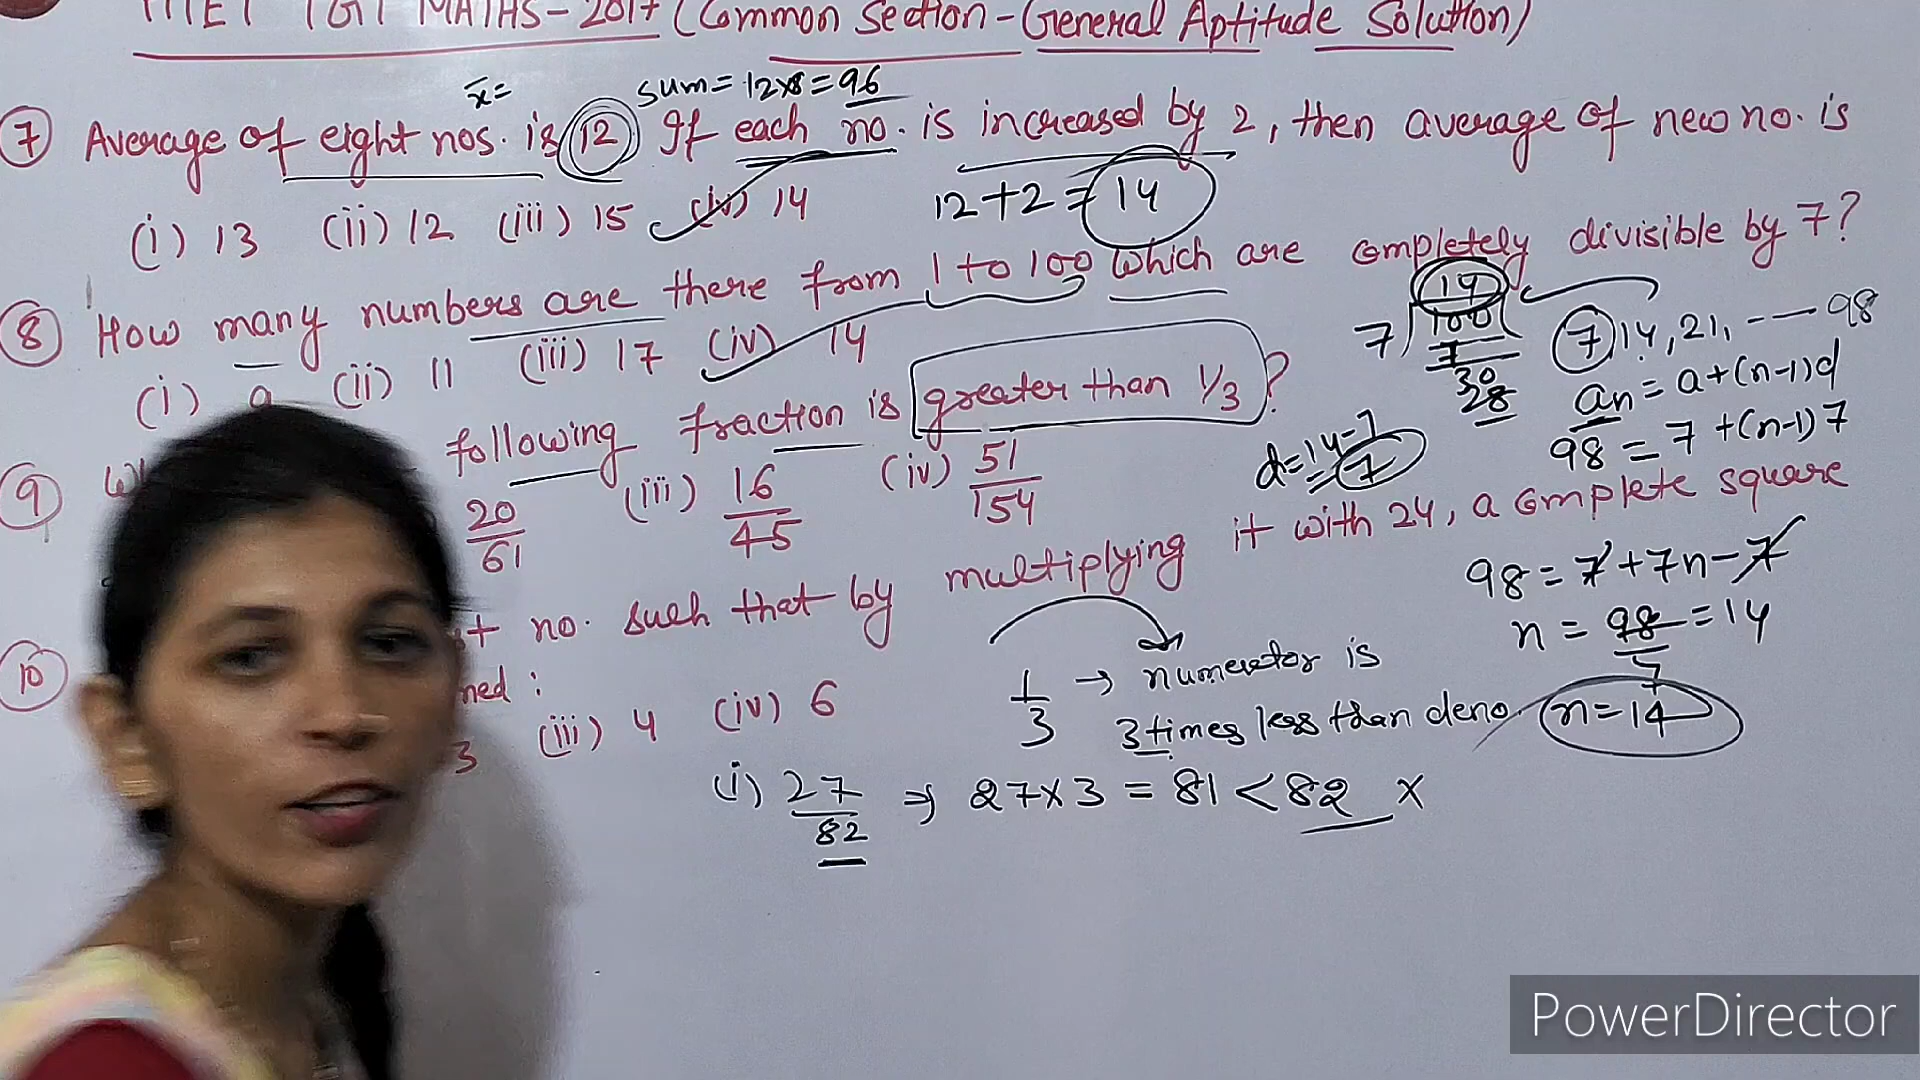 TGT MATHS-2017 (Common Section-General Aptitude Solution)
x̄= sum=12×8=96
⑦ Average of eight nos. is 12 If each no. is increased by 2, then average of new no. is
(i) 13 (ii) 12 (iii) 15 (iv) 14 12+2=14
⑧ How many numbers are there from 1 to 100 which are completely divisible by 7?
(i) 9 (ii) 11 (iii) 17 (iv) 14
14
7 100
7
30
28
7, 14, 21, --- 98
an = a+(n-1)d
98 = 7+(n-1)7
d=14-7
=7
98=7+7n-7
n = 98/7 =14
n=14
⑨ following fraction is greater than 1/3?
20/61 (iii) 16/45 (iv) 51/154
⑩ no. such that by multiplying it with 24, a complete square
ned :
3 (iii) 4 (iv) 6
1/3 → numerator is
3 times less than deno.
(i) 27/82 ⇒ 27×3 = 81 < 82 ×
PowerDirector